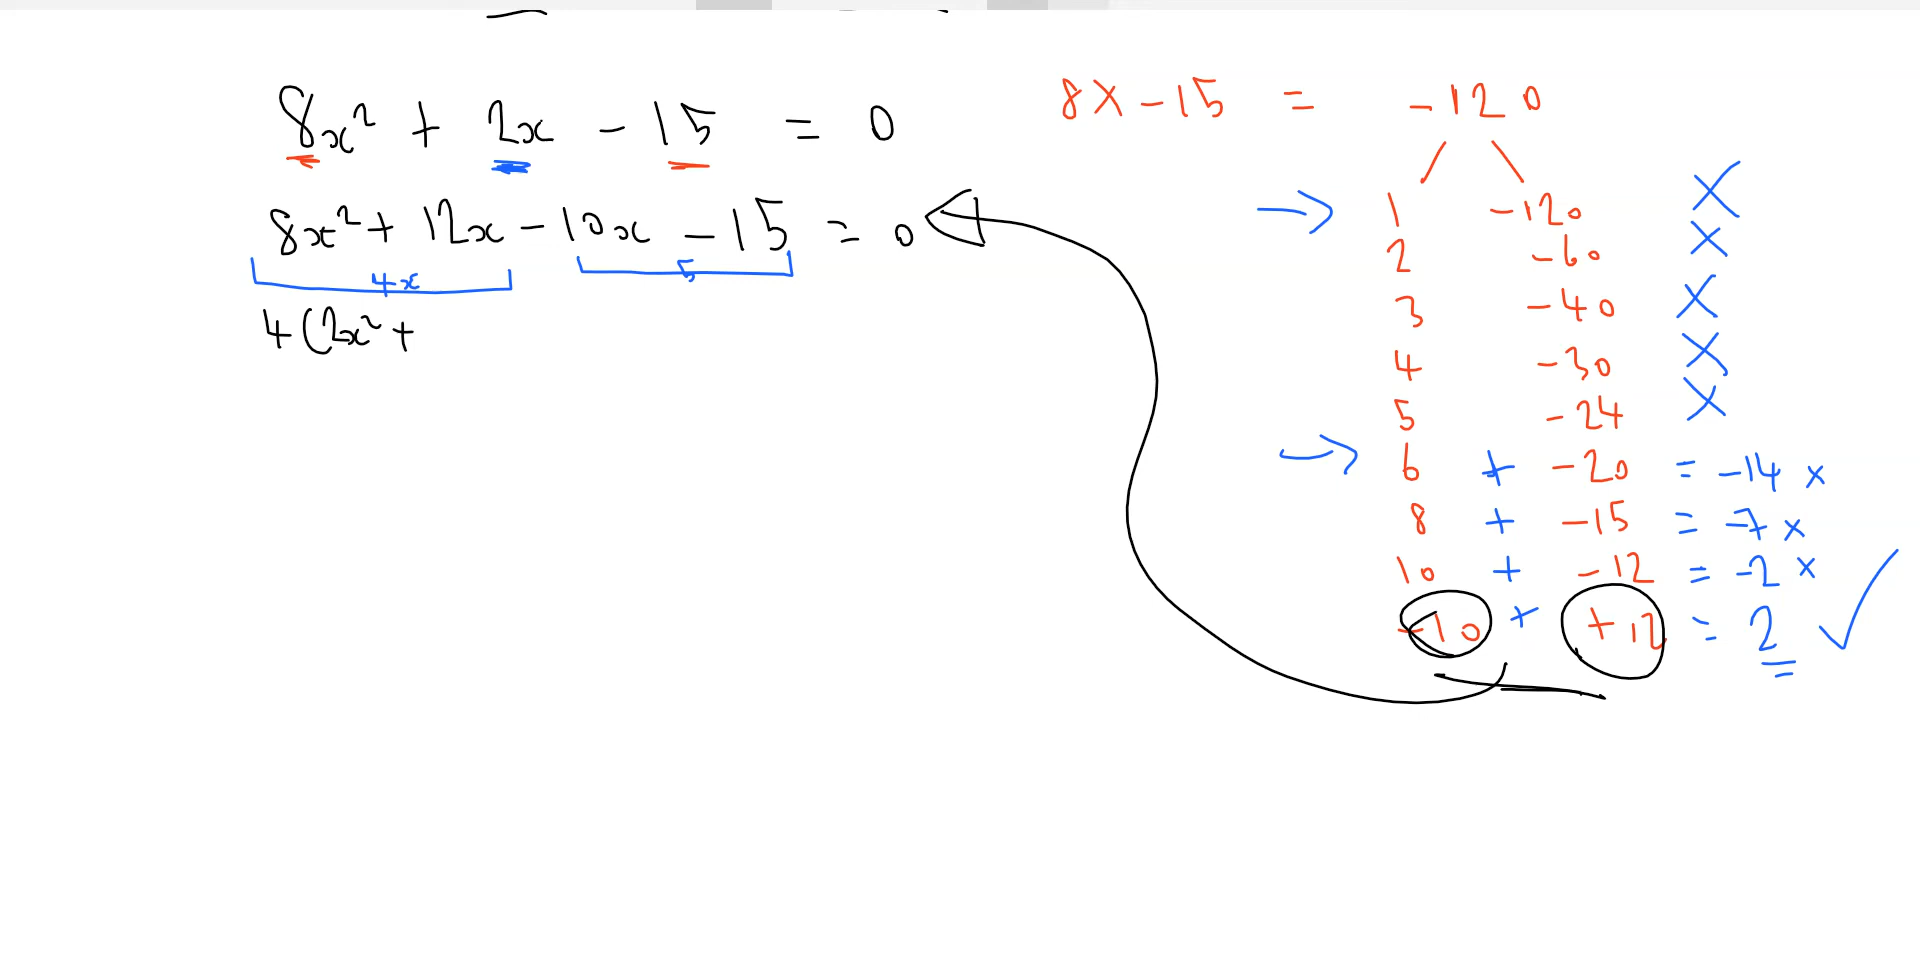 8x² + 2x - 15 = 0
8x² + 12x - 10x - 15 = 0
4x
5
4(2x² +
8 X -15 = -120
1 -120 X
2 -60 X
3 -40 X
4 -30 X
5 -24 X
6 + -20 = -14 x
8 + -15 = -7 x
10 + -12 = -2 x
-10 + +12 = 2 ✓